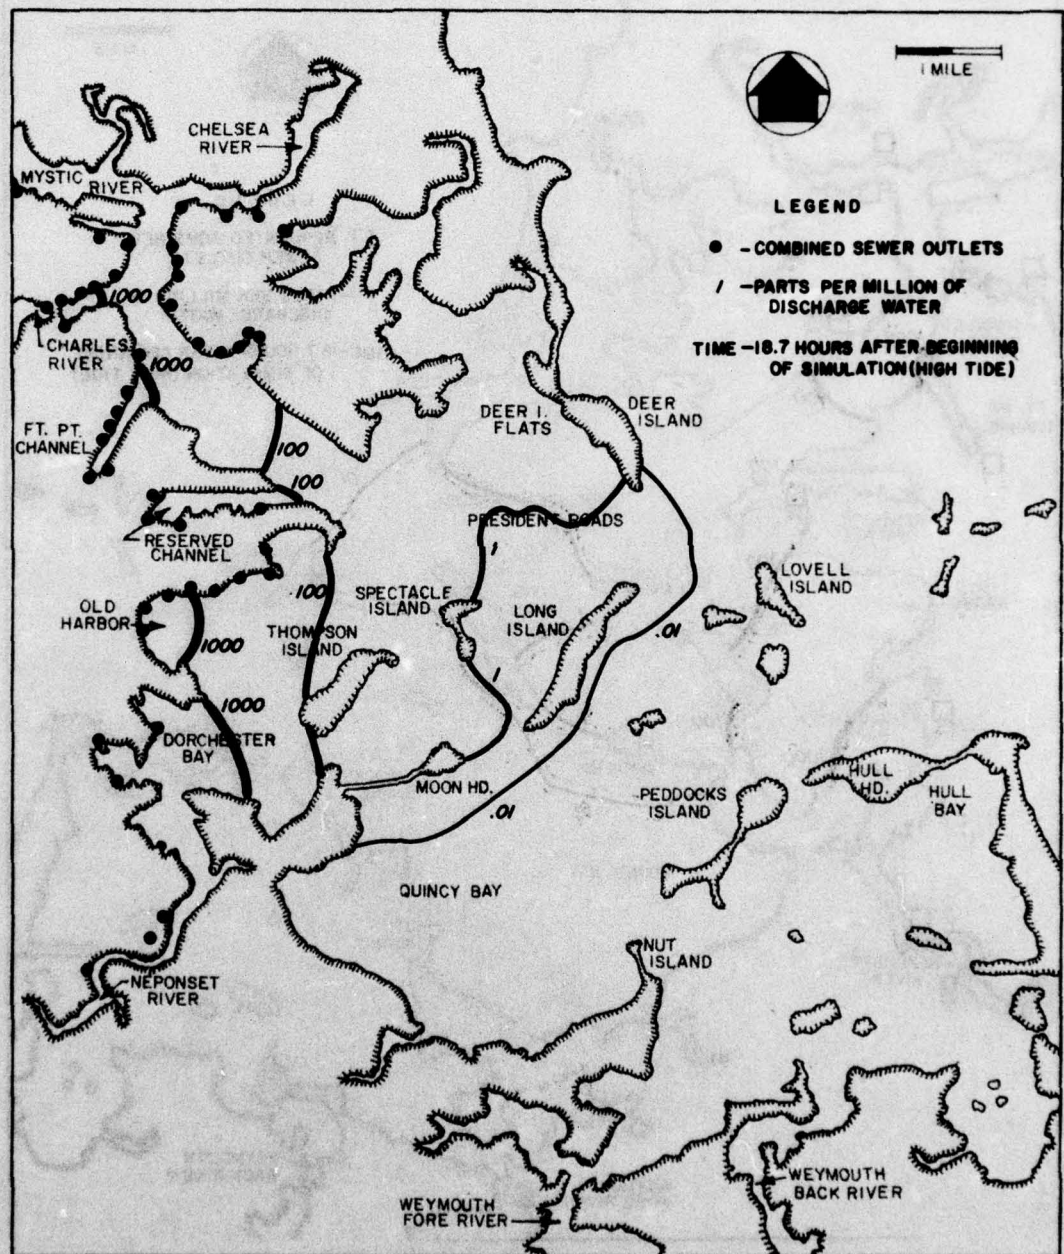 1 MILE
CHELSEA
RIVER
MYSTIC RIVER
LEGEND
● - COMBINED SEWER OUTLETS
1 - PARTS PER MILLION OF
DISCHARGE WATER
TIME - 18.7 HOURS AFTER BEGINNING
OF SIMULATION (HIGH TIDE)
1000
CHARLES
RIVER
1000
DEER I.
FLATS
DEER
ISLAND
FT. PT.
CHANNEL
100
100
PRESIDENT ROADS
RESERVED
CHANNEL
1
LOVELL
ISLAND
100
SPECTACLE
ISLAND
LONG
ISLAND
OLD
HARBOR
.01
THOMPSON
ISLAND
1000
1
1000
DORCHESTER
BAY
MOON HD.
PEDDOCKS
ISLAND
HULL
HD.
HULL
BAY
.01
QUINCY BAY
NUT
ISLAND
NEPONSET
RIVER
WEYMOUTH
BACK RIVER
WEYMOUTH
FORE RIVER